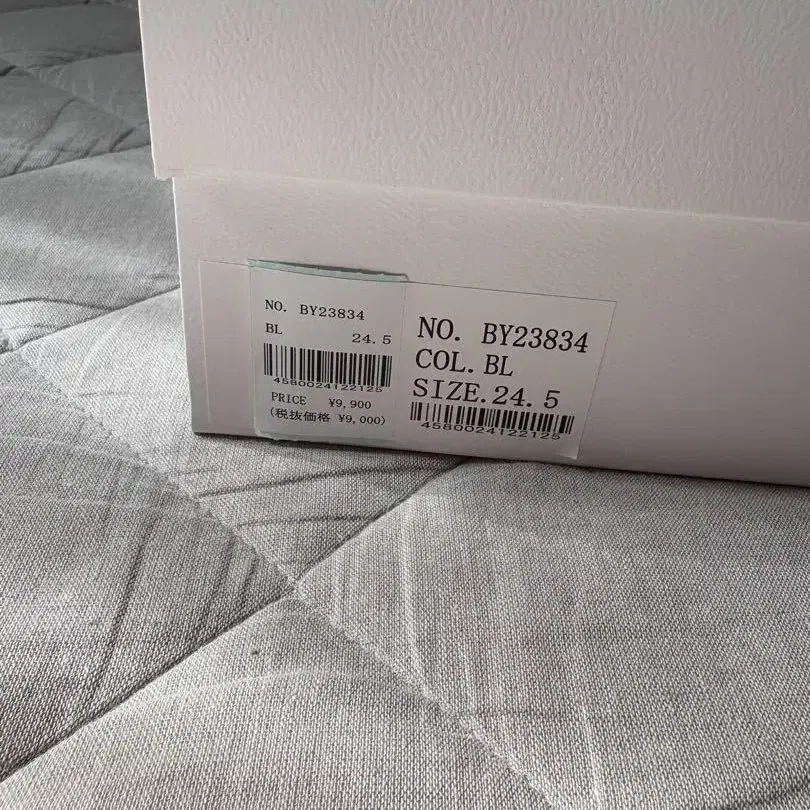 NO. BY23834
BL 24.5
4580024122125
PRICE ¥9,900
(税抜価格 ¥9,000)
NO. BY23834
COL. BL
SIZE. 24.5
4580024122125